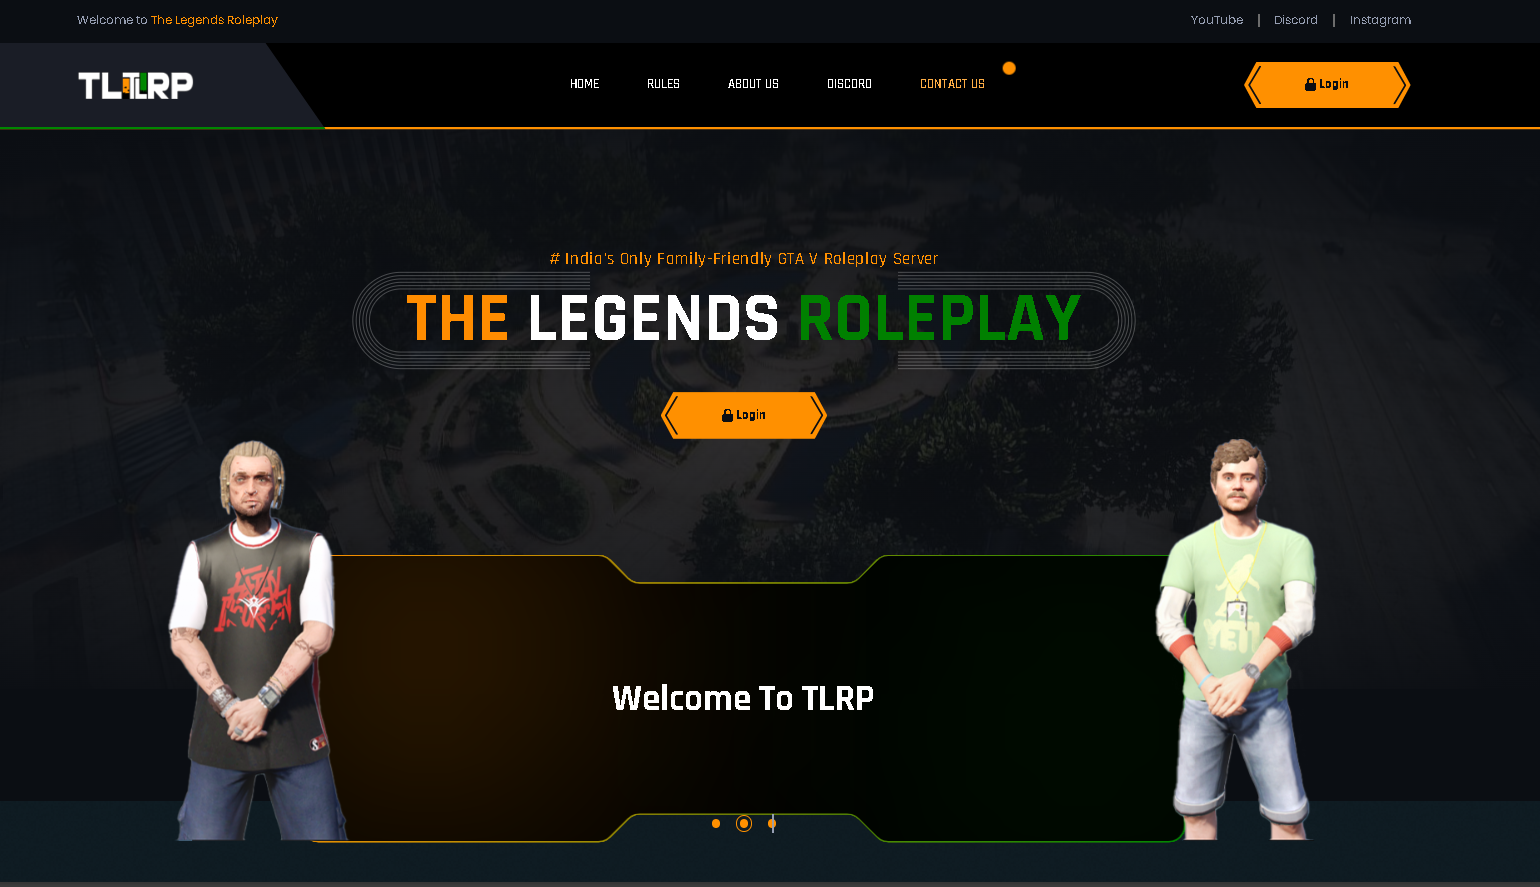 Welcome to The Legends Roleplay
YouTube | Discord | Instagram
TLRP
HOME RULES ABOUT US DISCORD CONTACT US
Login
# India's Only Family-Friendly GTA V Roleplay Server
THE LEGENDS ROLEPLAY
Login
YETI
Welcome To TLRP